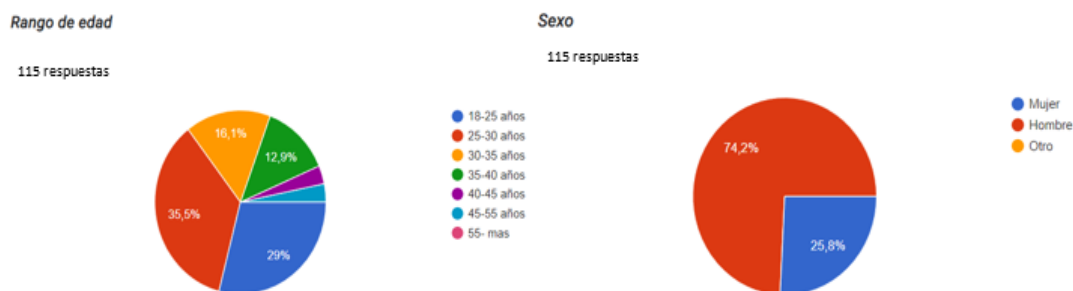 Rango de edad
115 respuestas
16,1%
12,9%
35,5%
29%
18-25 años
25-30 años
30-35 años
35-40 años
40-45 años
45-55 años
55- mas
Sexo
115 respuestas
74,2%
25,8%
Mujer
Hombre
Otro